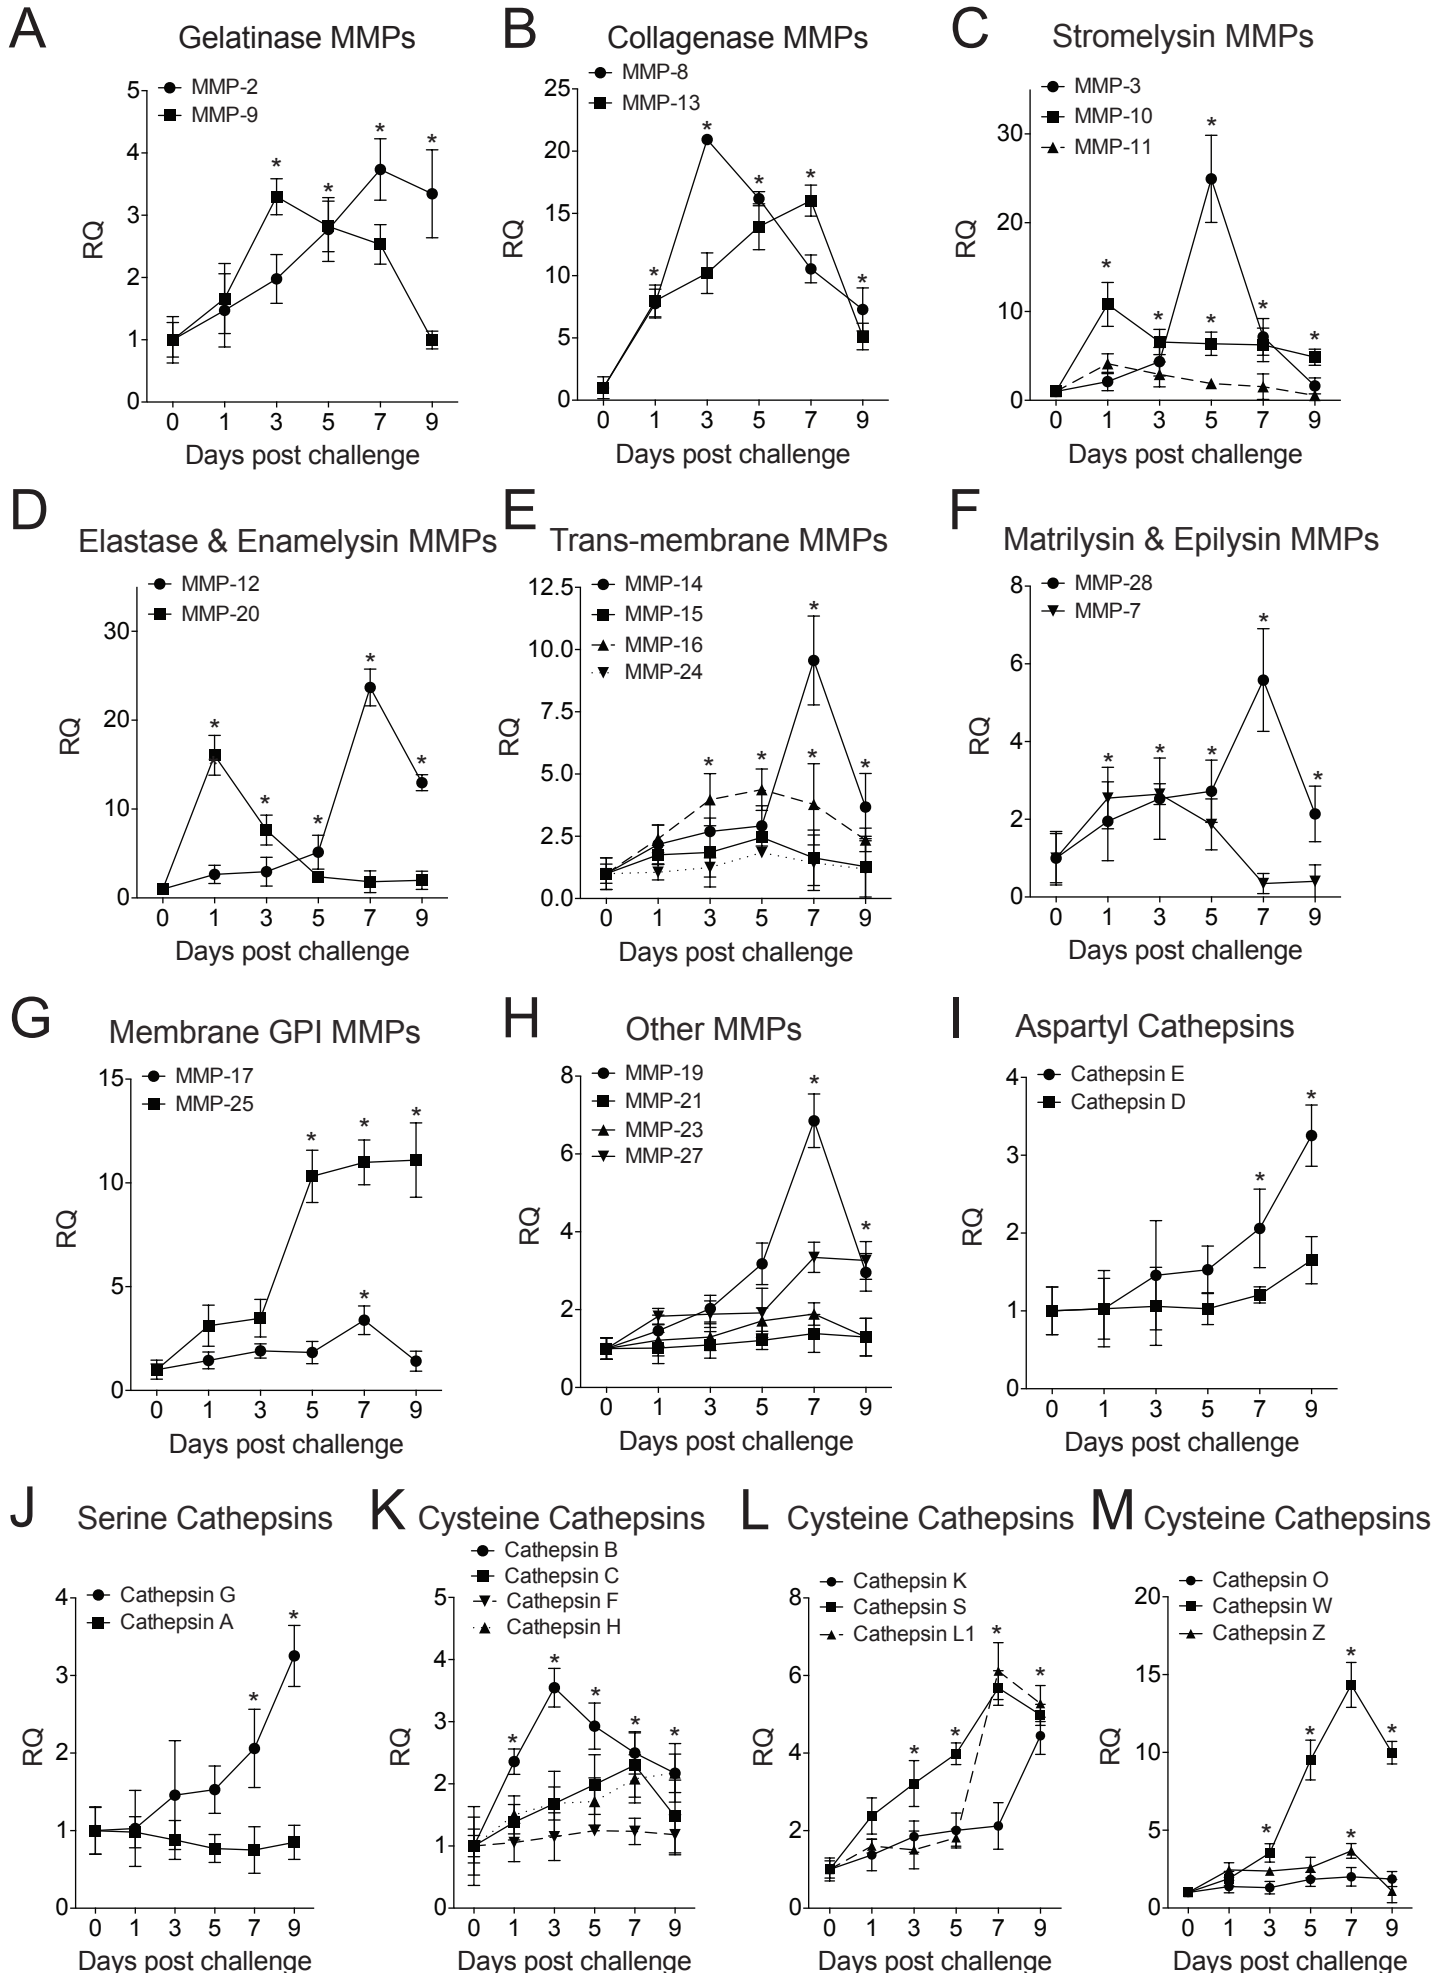 A
Gelatinase MMPs
MMP-2
MMP-9
5
4
3
2
1
0
RQ
*
*
*
*
0 1 3 5 7 9
Days post challenge
B
Collagenase MMPs
MMP-8
MMP-13
25
20
15
10
5
0
RQ
*
*
*
*
*
0 1 3 5 7 9
Days post challenge
C
Stromelysin MMPs
MMP-3
MMP-10
MMP-11
30
20
10
0
RQ
*
*
*
*
*
*
0 1 3 5 7 9
Days post challenge
D
Elastase & Enamelysin MMPs
MMP-12
MMP-20
30
20
10
0
RQ
*
*
*
*
*
0 1 3 5 7 9
Days post challenge
E
Trans-membrane MMPs
MMP-14
MMP-15
MMP-16
MMP-24
12.5
10.0
7.5
5.0
2.5
0.0
RQ
*
*
*
*
*
0 1 3 5 7 9
Days post challenge
F
Matrilysin & Epilysin MMPs
MMP-28
MMP-7
8
6
4
2
0
RQ
*
*
*
*
*
0 1 3 5 7 9
Days post challenge
G
Membrane GPI MMPs
MMP-17
MMP-25
15
10
5
0
RQ
*
*
*
*
0 1 3 5 7 9
Days post challenge
H
Other MMPs
MMP-19
MMP-21
MMP-23
MMP-27
8
6
4
2
0
RQ
*
*
0 1 3 5 7 9
Days post challenge
I
Aspartyl Cathepsins
Cathepsin E
Cathepsin D
4
3
2
1
0
RQ
*
*
0 1 3 5 7 9
Days post challenge
J
Serine Cathepsins
Cathepsin G
Cathepsin A
4
3
2
1
0
RQ
*
*
0 1 3 5 7 9
Days post challenge
K
Cysteine Cathepsins
Cathepsin B
Cathepsin C
Cathepsin F
Cathepsin H
5
4
3
2
1
0
RQ
*
*
*
*
*
0 1 3 5 7 9
Days post challenge
L
Cysteine Cathepsins
Cathepsin K
Cathepsin S
Cathepsin L1
8
6
4
2
0
RQ
*
*
*
*
0 1 3 5 7 9
Days post challenge
M
Cysteine Cathepsins
Cathepsin O
Cathepsin W
Cathepsin Z
20
15
10
5
0
RQ
*
*
*
*
*
0 1 3 5 7 9
Days post challenge